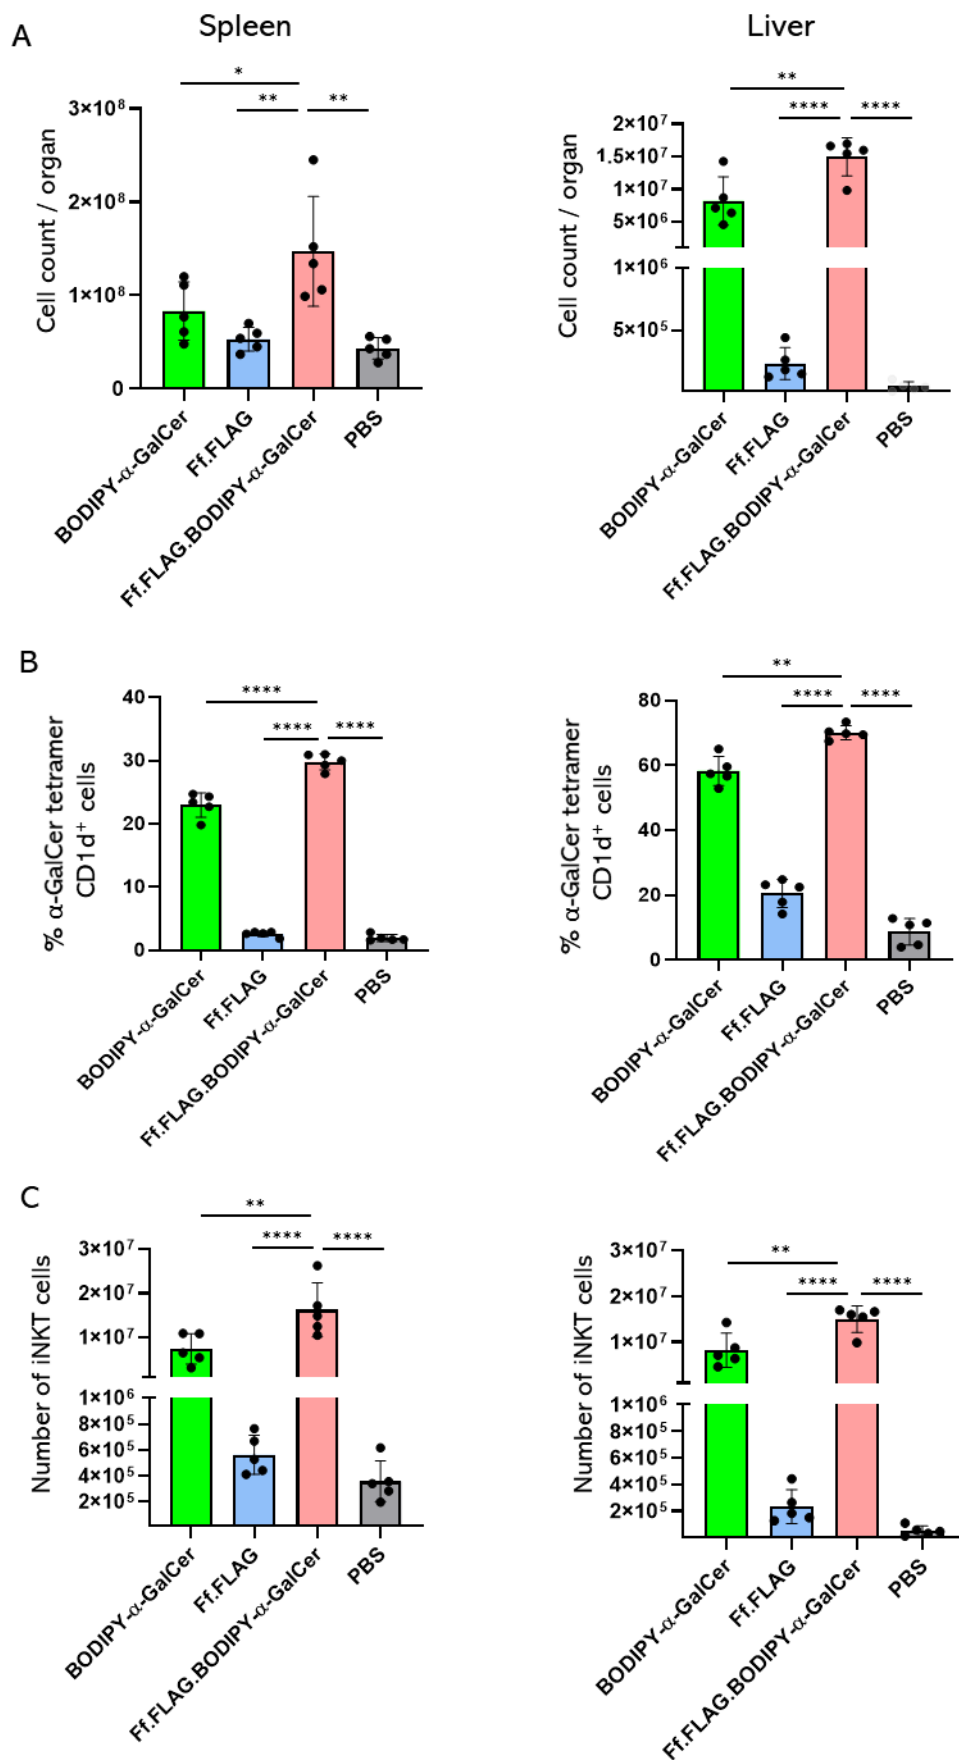 A
Spleen
Liver
*
**
**
3×10⁸
2×10⁸
1×10⁸
0
Cell count / organ
BODIPY-α-GalCer
Ff.FLAG
Ff.FLAG.BODIPY-α-GalCer
PBS
**
****
****
2×10⁷
1.5×10⁷
1×10⁷
5×10⁶
1×10⁶
5×10⁵
Cell count / organ
BODIPY-α-GalCer
Ff.FLAG
Ff.FLAG.BODIPY-α-GalCer
PBS
B
****
****
****
40
30
20
10
0
% α-GalCer tetramer
CD1d⁺ cells
BODIPY-α-GalCer
Ff.FLAG
Ff.FLAG.BODIPY-α-GalCer
PBS
**
****
****
80
60
40
20
0
% α-GalCer tetramer
CD1d⁺ cells
BODIPY-α-GalCer
Ff.FLAG
Ff.FLAG.BODIPY-α-GalCer
PBS
C
**
****
****
3×10⁷
2×10⁷
1×10⁷
1×10⁶
8×10⁵
6×10⁵
4×10⁵
2×10⁵
Number of iNKT cells
BODIPY-α-GalCer
Ff.FLAG
Ff.FLAG.BODIPY-α-GalCer
PBS
**
****
****
3×10⁷
2×10⁷
1×10⁷
1×10⁶
8×10⁵
6×10⁵
4×10⁵
2×10⁵
Number of iNKT cells
BODIPY-α-GalCer
Ff.FLAG
Ff.FLAG.BODIPY-α-GalCer
PBS